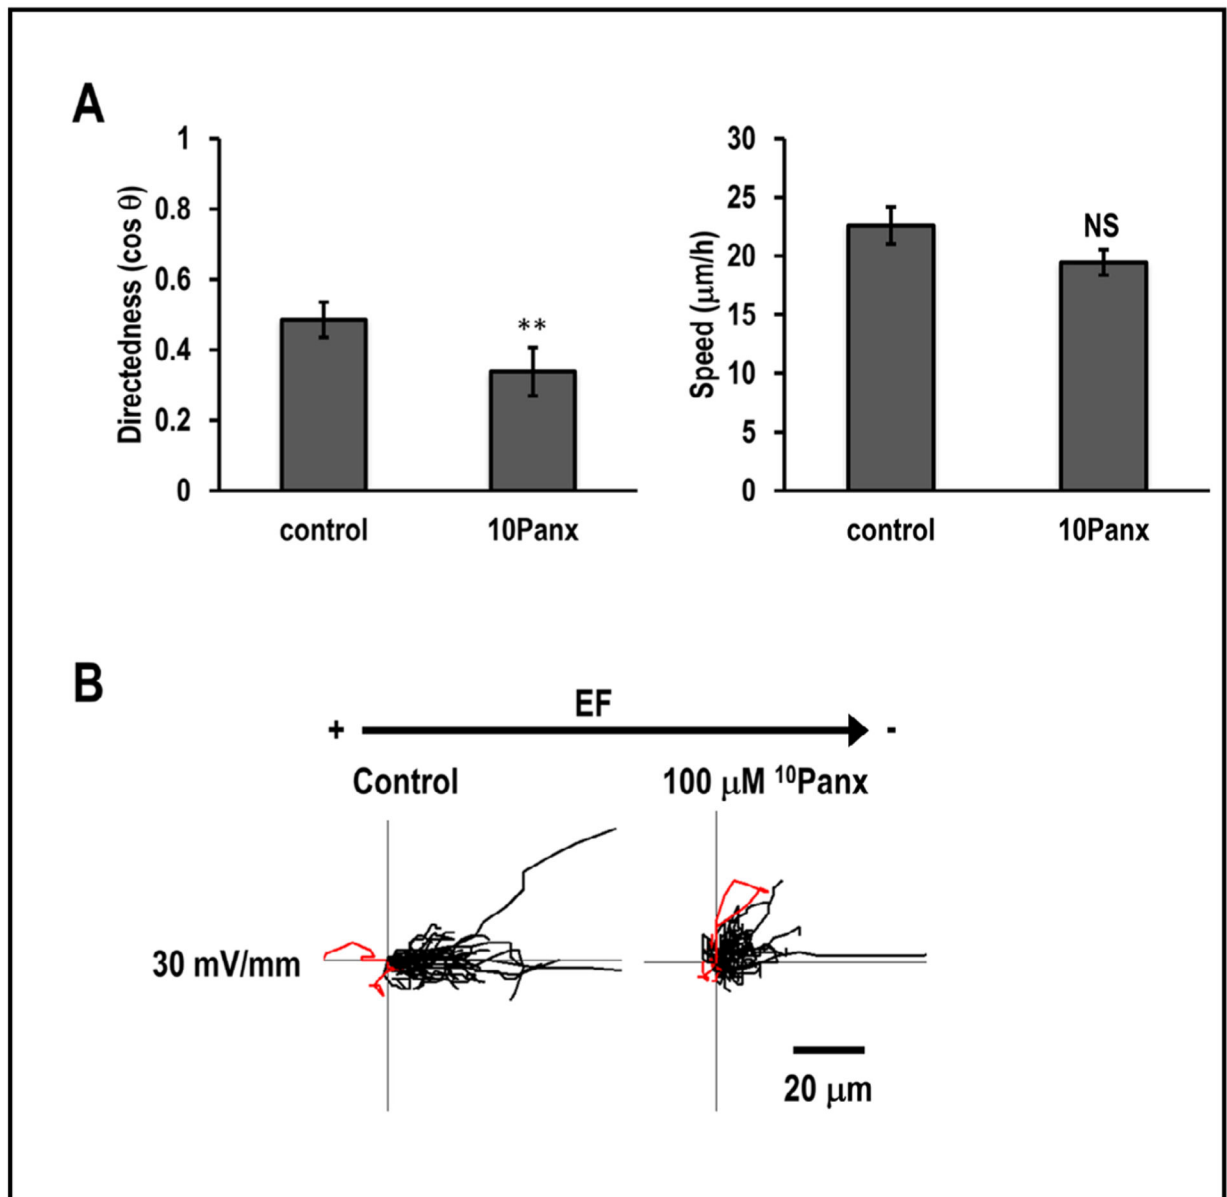 A
Directedness (cos θ)
1
0.8
0.6
0.4
0.2
0
**
control
10Panx
Speed (μm/h)
30
25
20
15
10
5
0
NS
control
10Panx
B
EF
+
-
Control
100 μM ¹⁰Panx
30 mV/mm
20 μm